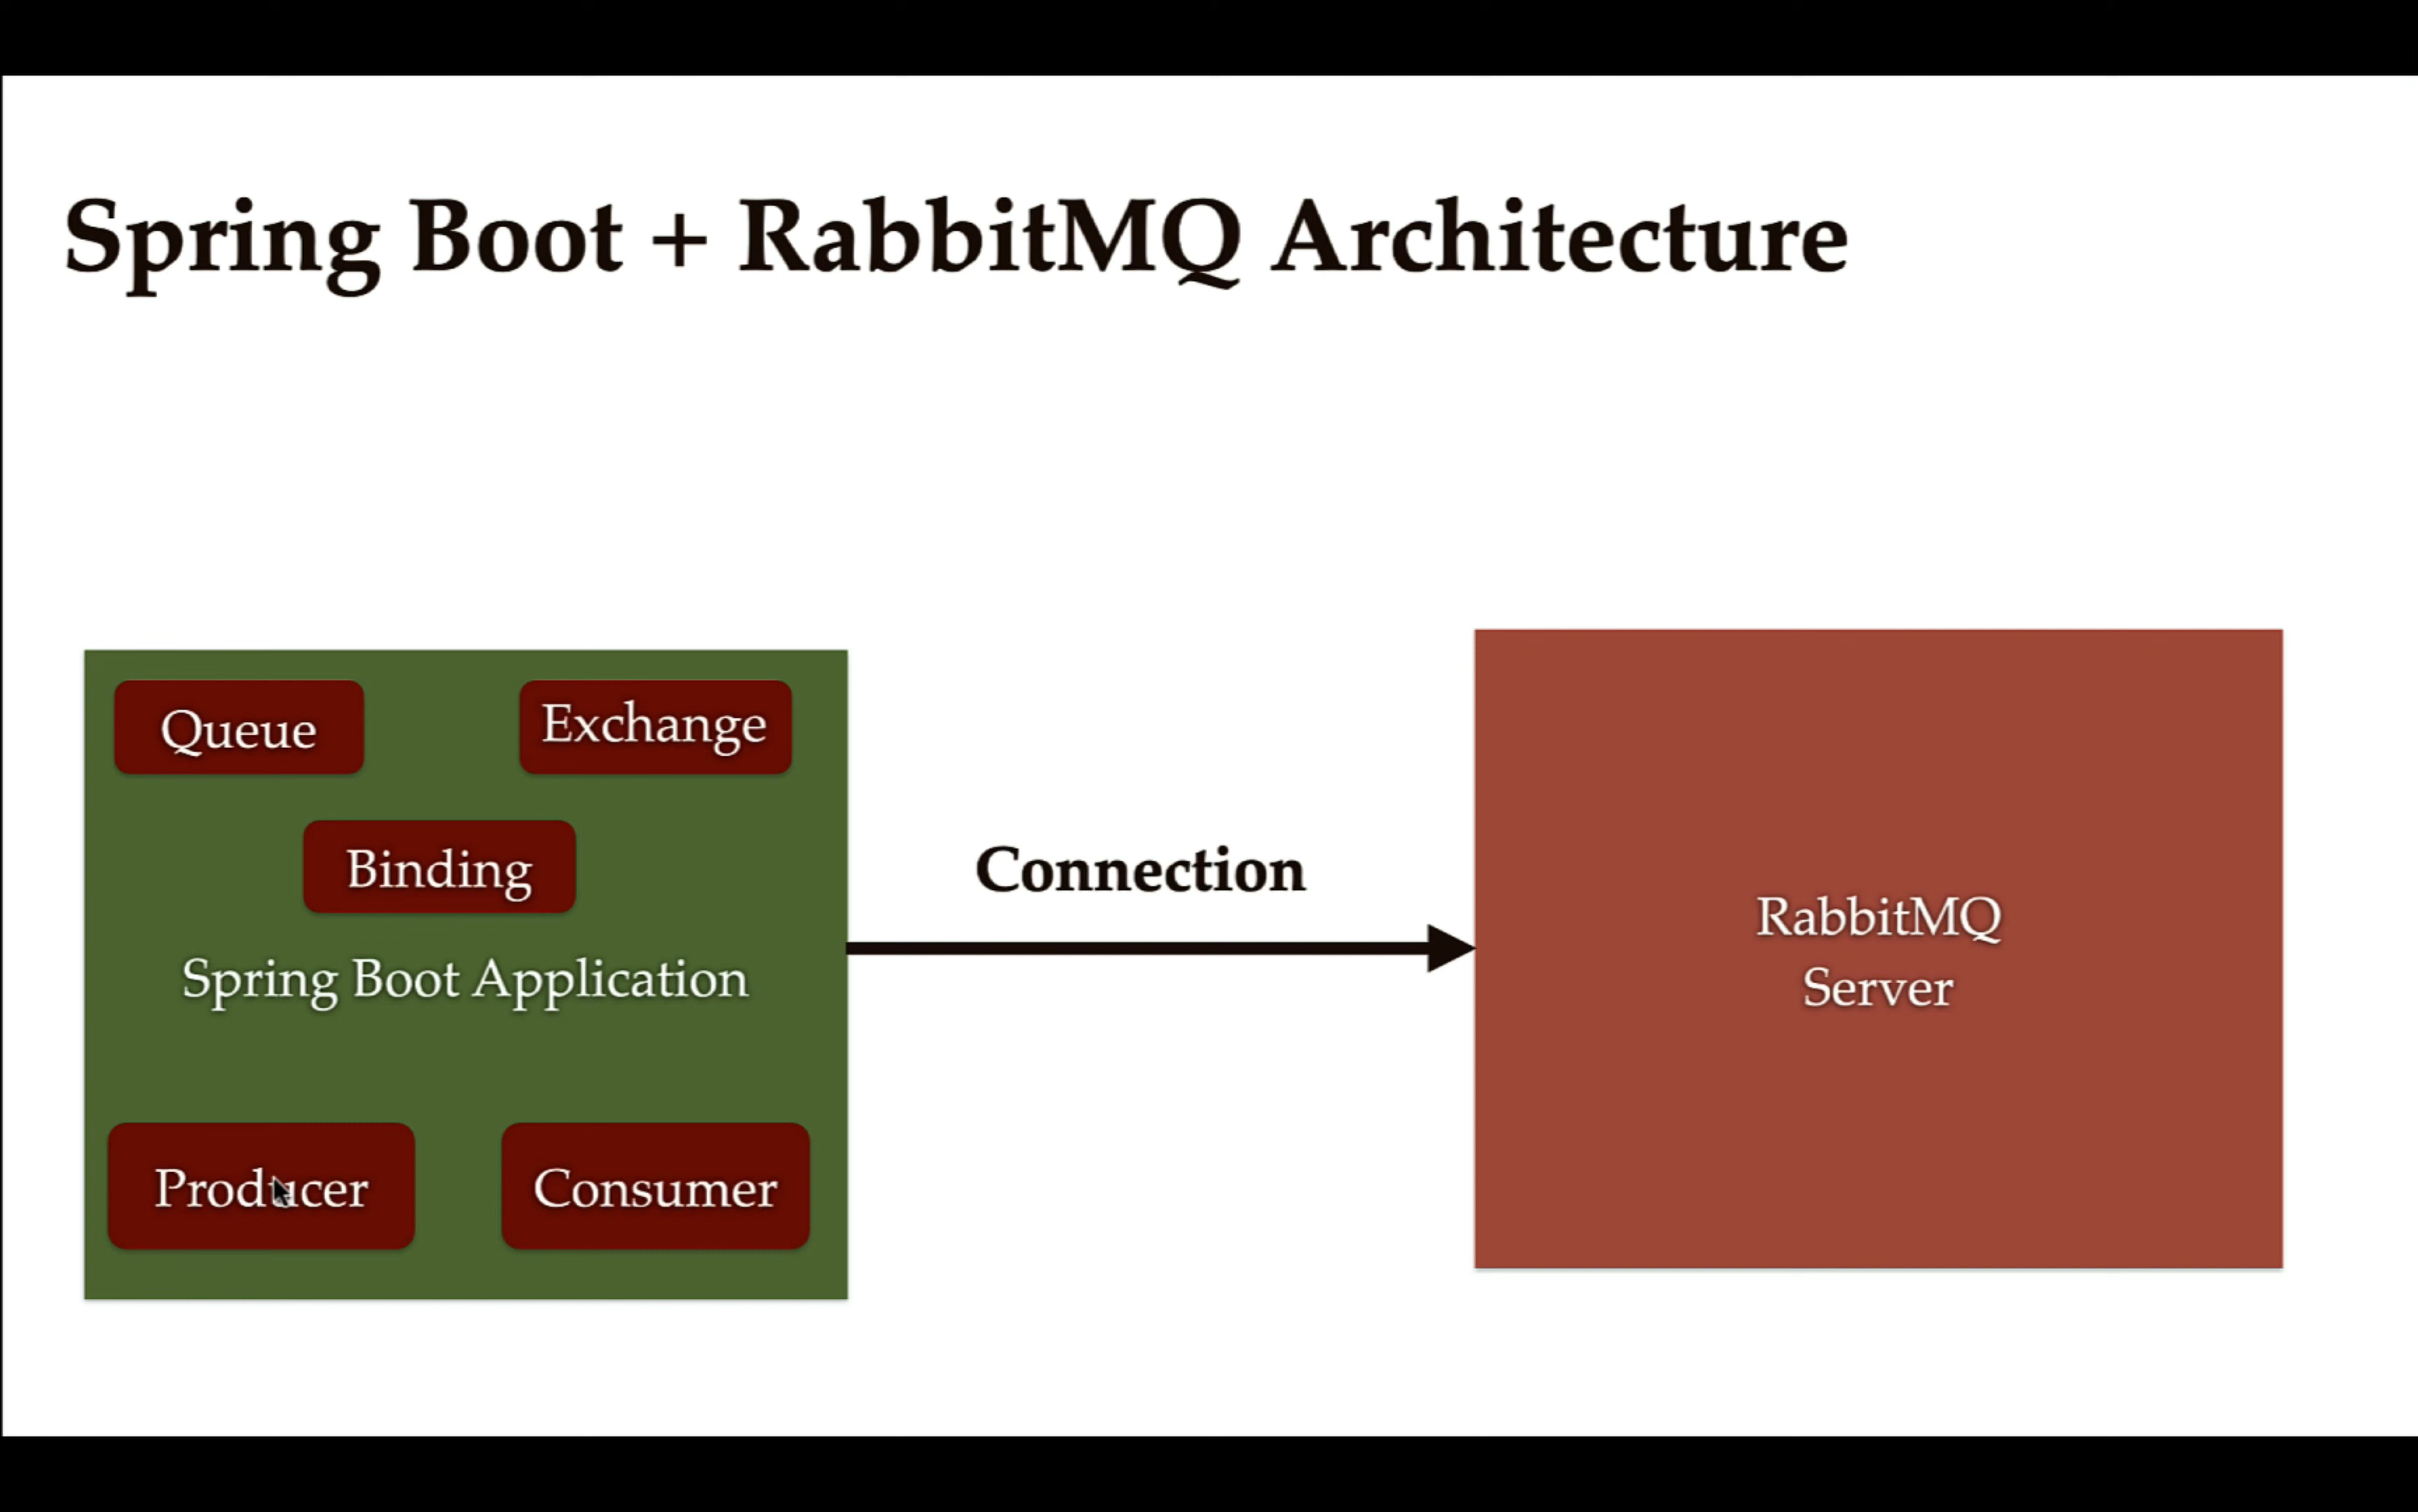 Spring Boot + RabbitMQ Architecture
Queue
Exchange
Binding
Spring Boot Application
Producer
Consumer
Connection
RabbitMQ
Server